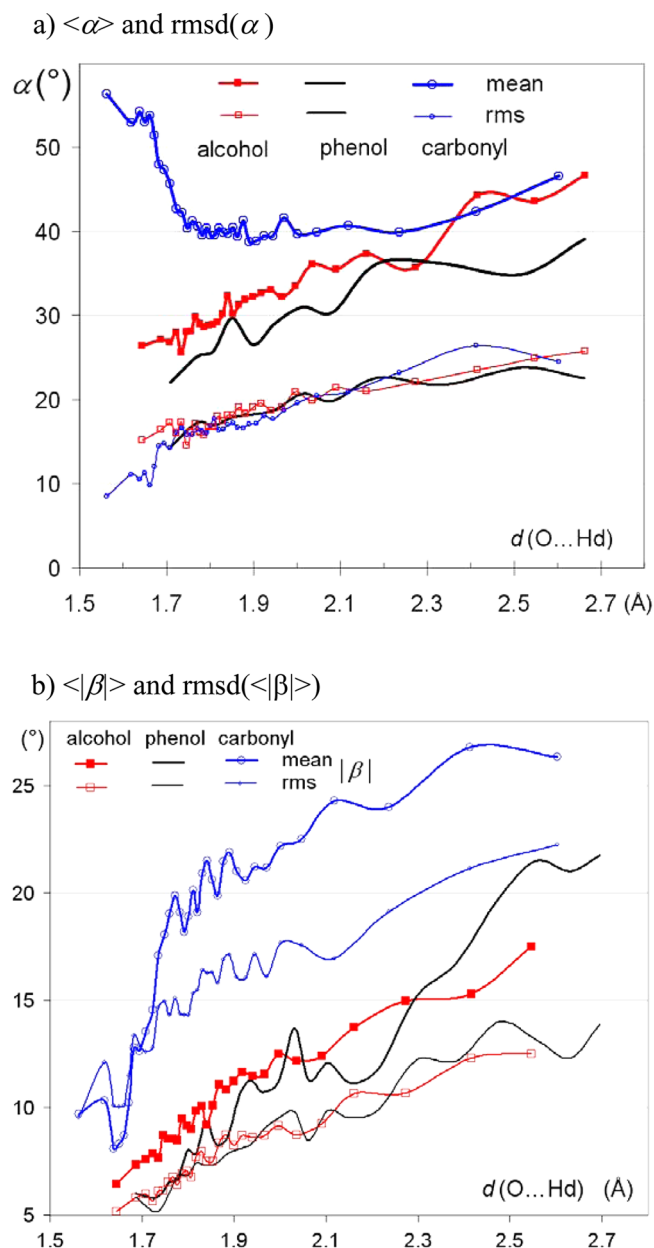 a) <α> and rmsd(α)
α(°)
mean
rms
alcohol phenol carbonyl
50
40
30
20
10
0
d(O...Hd)
1.5 1.7 1.9 2.1 2.3 2.5 2.7 (Å)
b) <|β|> and rmsd(<|β|>)
(°) alcohol phenol carbonyl
mean |β|
rms
25
20
15
10
d(O...Hd) (Å)
5
1.5 1.7 1.9 2.1 2.3 2.5 2.7